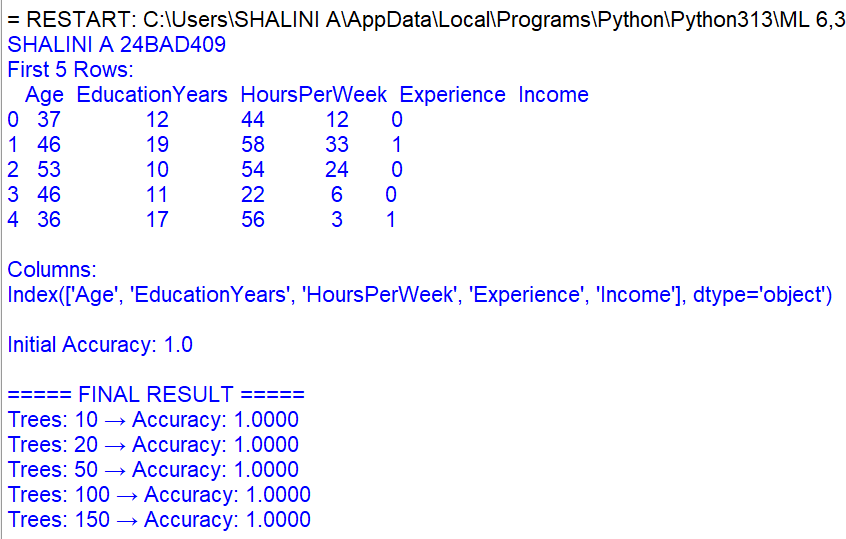 = RESTART: C:\Users\SHALINI A\AppData\Local\Programs\Python\Python313\ML 6,3
SHALINI A 24BAD409
First 5 Rows:
Age EducationYears HoursPerWeek Experience Income
0 37 12 44 12 0
1 46 19 58 33 1
2 53 10 54 24 0
3 46 11 22 6 0
4 36 17 56 3 1
Columns:
Index(['Age', 'EducationYears', 'HoursPerWeek', 'Experience', 'Income'], dtype='object')
Initial Accuracy: 1.0
===== FINAL RESULT =====
Trees: 10 → Accuracy: 1.0000
Trees: 20 → Accuracy: 1.0000
Trees: 50 → Accuracy: 1.0000
Trees: 100 → Accuracy: 1.0000
Trees: 150 → Accuracy: 1.0000